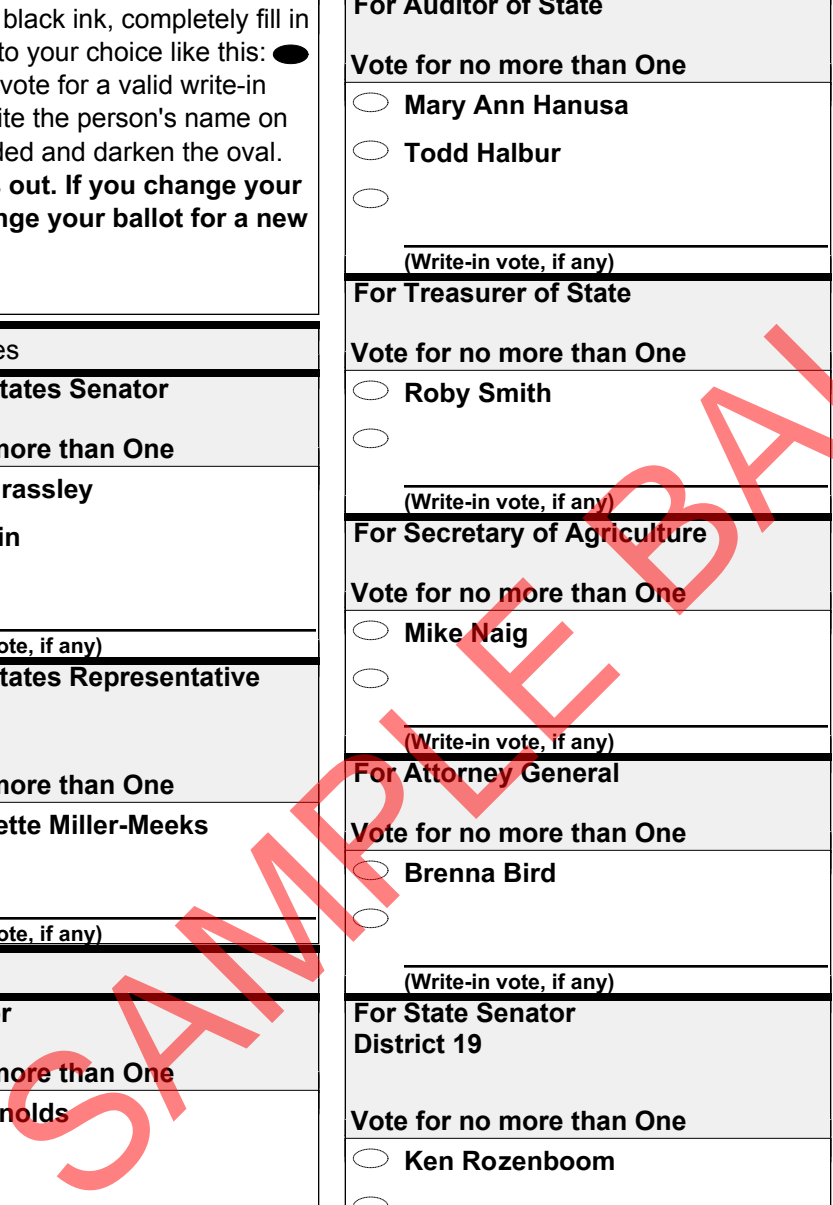 black ink, completely fill in
to your choice like this:
vote for a valid write-in
ite the person's name on
ded and darken the oval.
out. If you change your
nge your ballot for a new
es
tates Senator
more than One
rassley
in
ote, if any)
tates Representative
more than One
ette Miller-Meeks
ote, if any)
r
more than One
nolds
For Auditor of State
Vote for no more than One
Mary Ann Hanusa
Todd Halbur
(Write-in vote, if any)
For Treasurer of State
Vote for no more than One
Roby Smith
(Write-in vote, if any)
For Secretary of Agriculture
Vote for no more than One
Mike Naig
(Write-in vote, if any)
For Attorney General
Vote for no more than One
Brenna Bird
(Write-in vote, if any)
For State Senator
District 19
Vote for no more than One
Ken Rozenboom
SAMPLE BAL